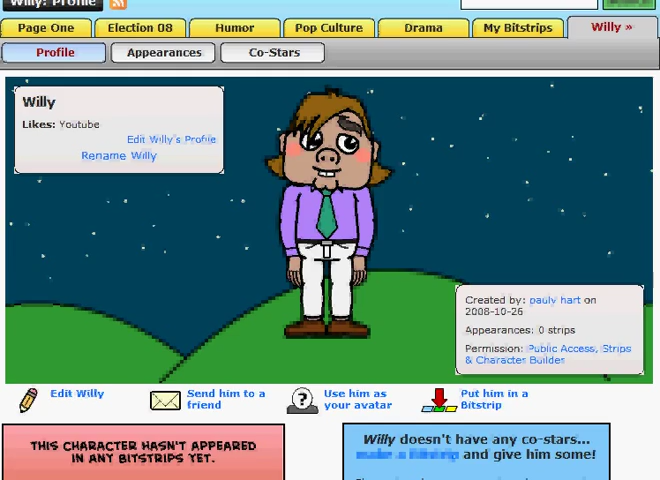 Willy: Profile
Page One
Election 08
Humor
Pop Culture
Drama
My Bitstrips
Willy »
Profile
Appearances
Co-Stars
Willy
Likes: Youtube
Edit Willy's Profile
Rename Willy
Created by: pauly hart on
2008-10-26
Appearances: 0 strips
Permission: Public Access, Strips
& Character Builder
Edit Willy
Send him to a
friend
Use him as
your avatar
Put him in a
Bitstrip
THIS CHARACTER HASN'T APPEARED
IN ANY BITSTRIPS YET.
Willy doesn't have any co-stars...
make a bitstrip and give him some!